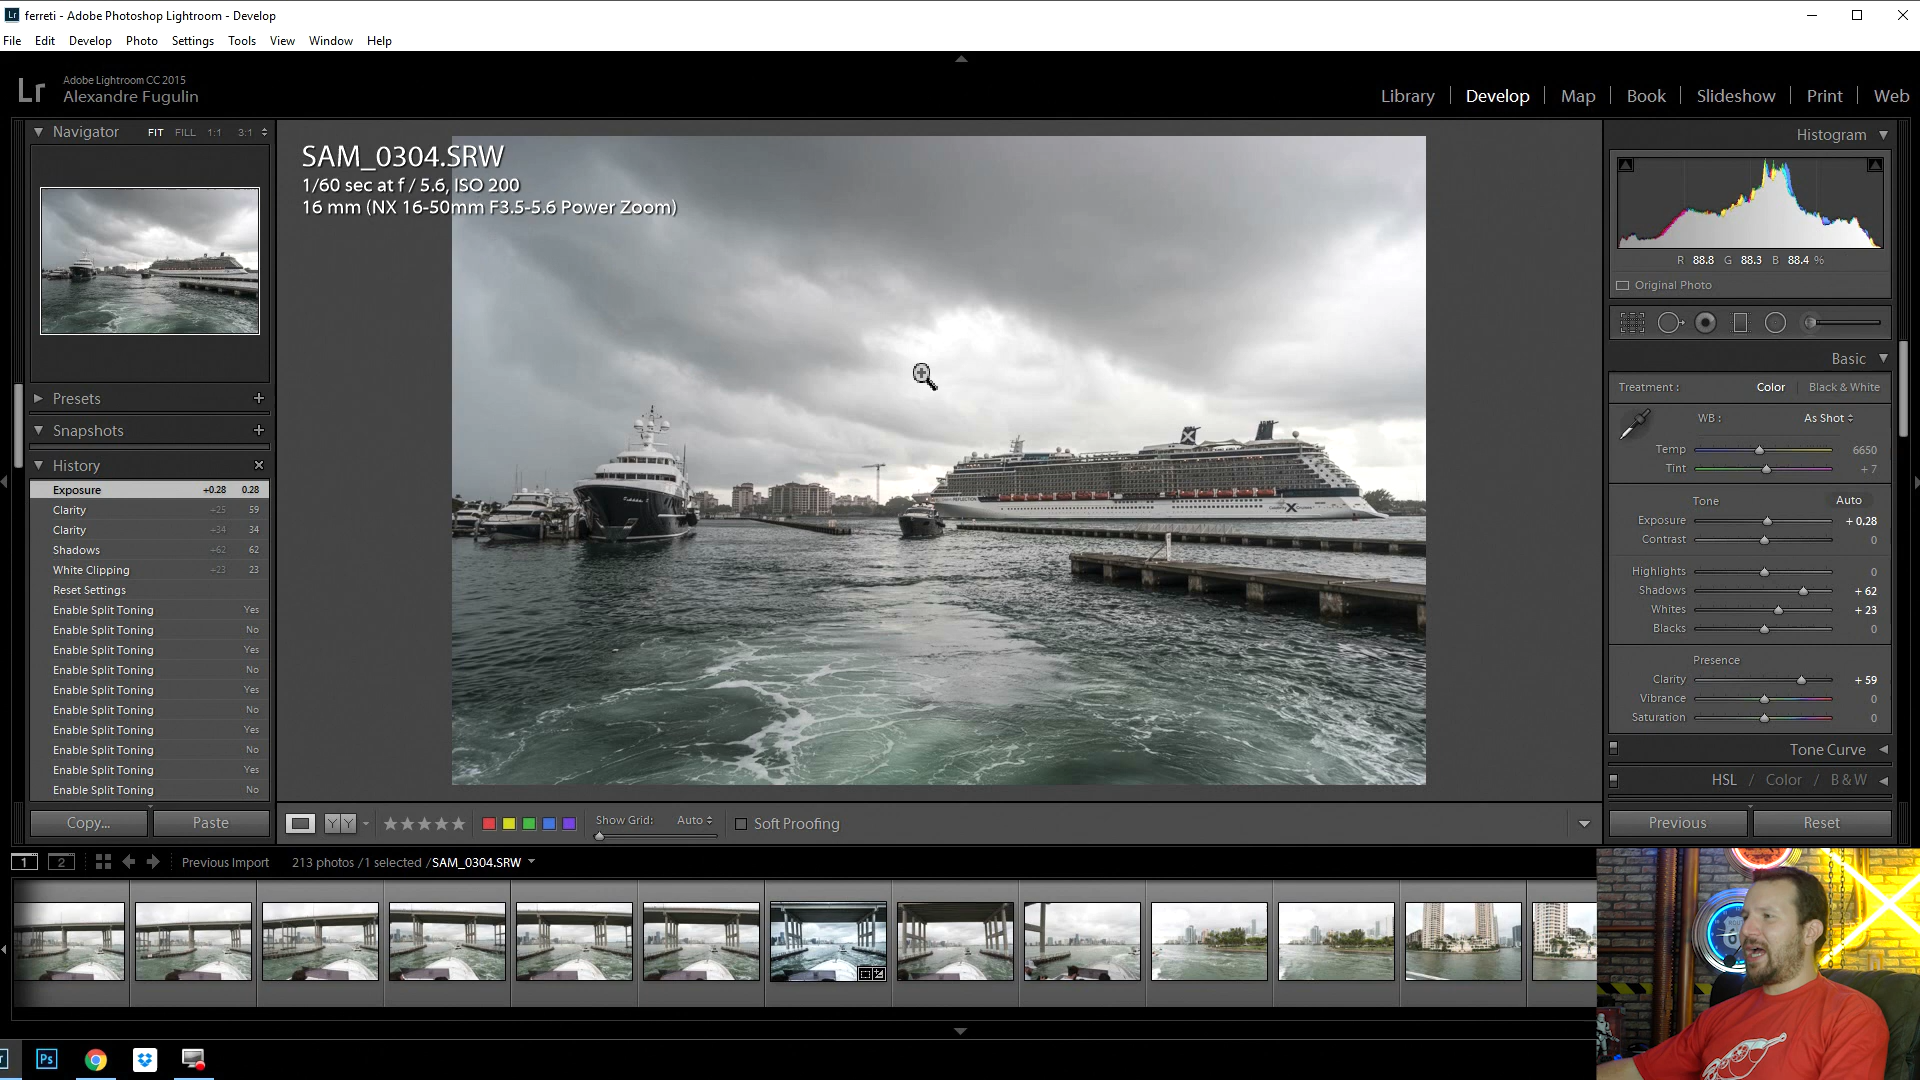 Lr ferreti - Adobe Photoshop Lightroom - Develop
File Edit Develop Photo Settings Tools View Window Help
Lr
Adobe Lightroom CC 2015
Alexandre Fugulin
Library Develop Map Book Slideshow Print Web
Navigator FIT FILL 1:1 3:1
Presets +
Snapshots +
History ×
Exposure +0.28 0.28
Clarity +25 59
Clarity +34 34
Shadows +62 62
White Clipping +23 23
Reset Settings
Enable Split Toning Yes
Enable Split Toning No
Enable Split Toning Yes
Enable Split Toning No
Enable Split Toning Yes
Enable Split Toning No
Enable Split Toning Yes
Enable Split Toning No
Enable Split Toning Yes
Enable Split Toning No
Copy... Paste
SAM_0304.SRW
1/60 sec at f / 5.6, ISO 200
16 mm (NX 16-50mm F3.5-5.6 Power Zoom)
REFLECTION
X
Histogram
R 88.8 G 88.3 B 88.4 %
Original Photo
Basic
Treatment : Color Black & White
WB : As Shot
Temp 6650
Tint + 7
Tone Auto
Exposure + 0.28
Contrast 0
Highlights 0
Shadows + 62
Whites + 23
Blacks 0
Presence
Clarity + 59
Vibrance 0
Saturation 0
Tone Curve
HSL / Color / B & W
Previous Reset
YY Show Grid: Auto Soft Proofing
1 2 Previous Import 213 photos /1 selected /SAM_0304.SRW
r Ps